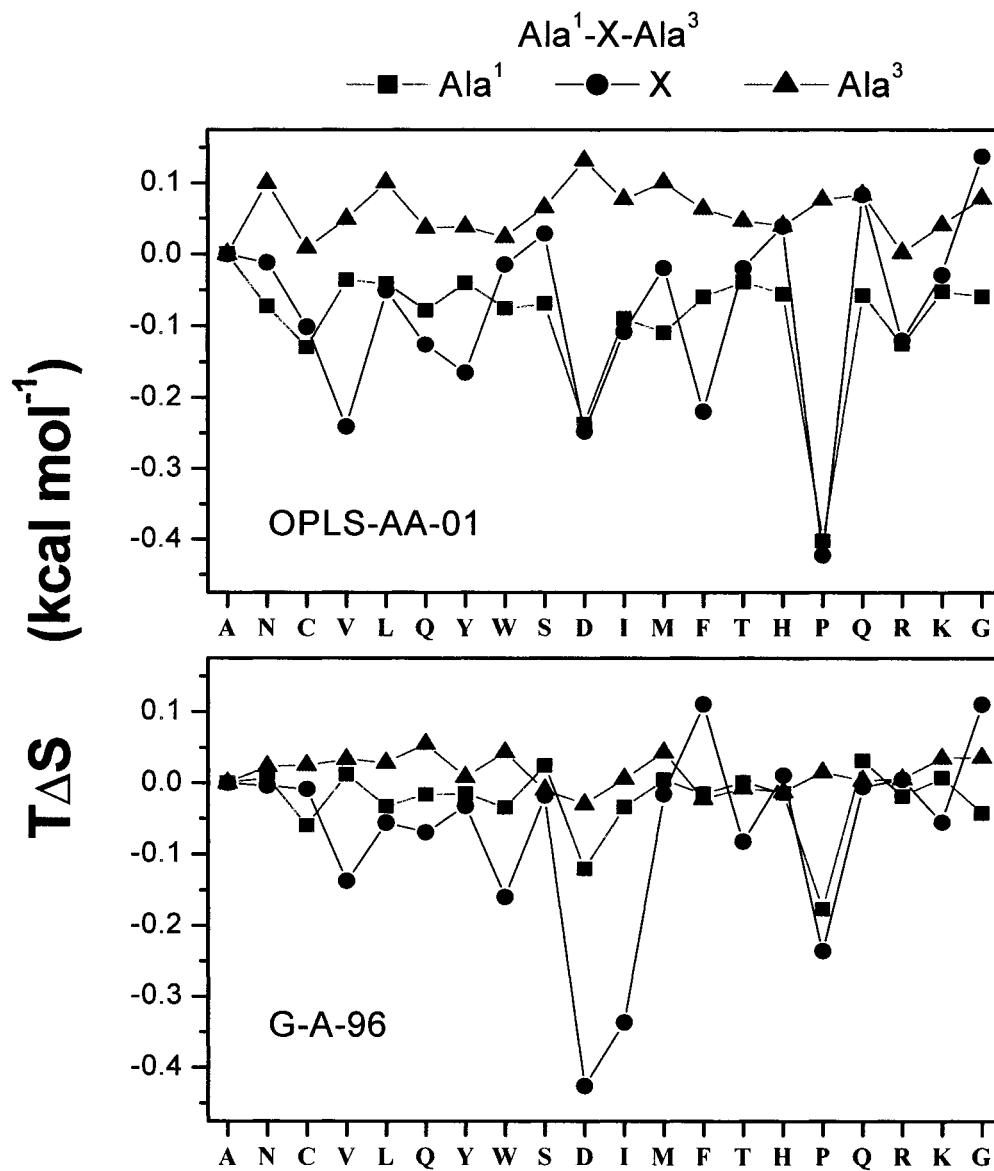 Ala¹-X-Ala³
Ala¹ X Ala³
TΔS (kcal mol⁻¹)
0.1
0.0
-0.1
-0.2
-0.3
-0.4
OPLS-AA-01
A N C V L Q Y W S D I M F T H P Q R K G
0.1
0.0
-0.1
-0.2
-0.3
-0.4
G-A-96
A N C V L Q Y W S D I M F T H P Q R K G